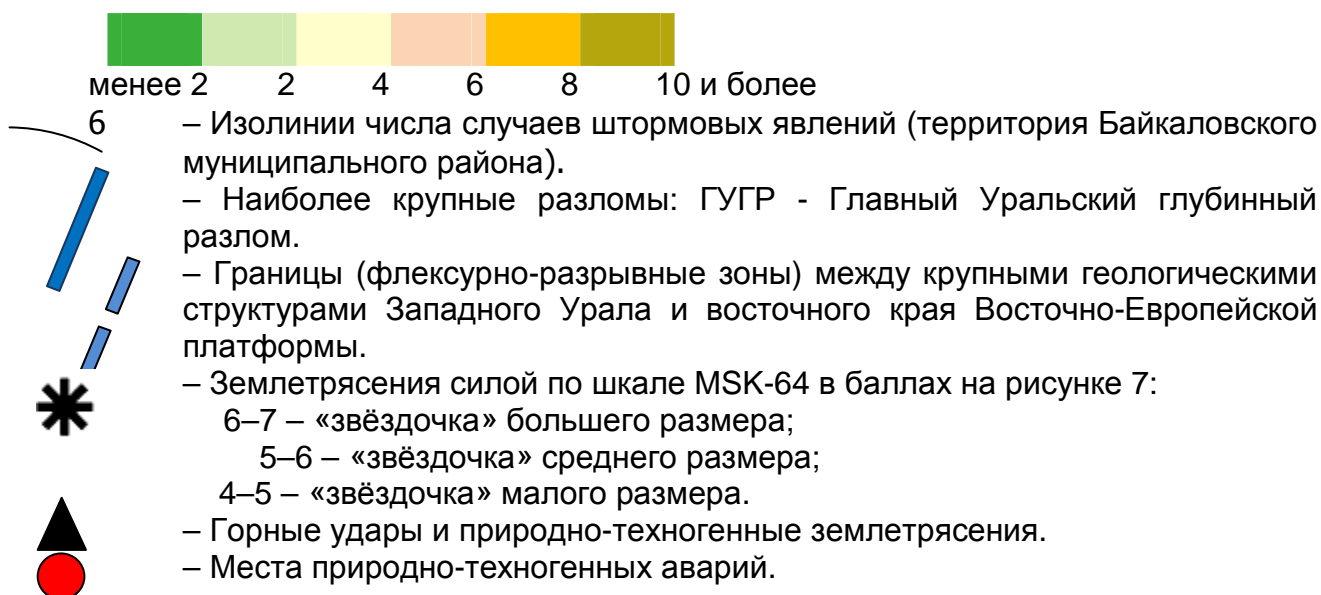 менее 2 2 4 6 8 10 и более
6 – Изолинии числа случаев штормовых явлений (территория Байкаловского
муниципального района).
– Наиболее крупные разломы: ГУГР - Главный Уральский глубинный
разлом.
– Границы (флексурно-разрывные зоны) между крупными геологическими
структурами Западного Урала и восточного края Восточно-Европейской
платформы.
– Землетрясения силой по шкале MSK-64 в баллах на рисунке 7:
6–7 – «звёздочка» большего размера;
5–6 – «звёздочка» среднего размера;
4–5 – «звёздочка» малого размера.
– Горные удары и природно-техногенные землетрясения.
– Места природно-техногенных аварий.